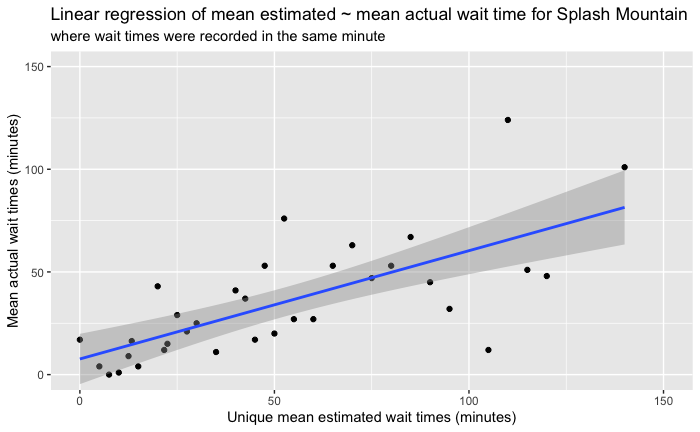 Linear regression of mean estimated ~ mean actual wait time for Splash Mountain
where wait times were recorded in the same minute
150
100
50
0
Mean actual wait times (minutes)
0 50 100 150
Unique mean estimated wait times (minutes)